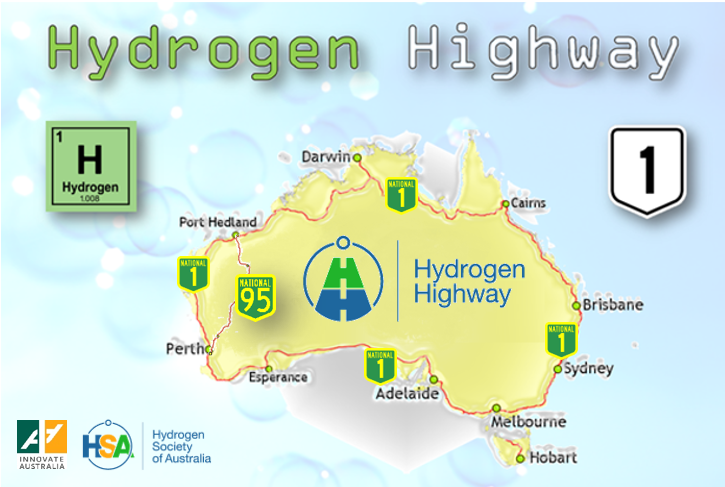 Hydrogen Highway
1
H
Hydrogen
1.008
1
Darwin
NATIONAL
1
Cairns
Port Hedland
NATIONAL
1
NATIONAL
95
Hydrogen
Highway
Brisbane
Perth
NATIONAL
1
NATIONAL
1
Sydney
Esperance
Adelaide
Melbourne
Hobart
INNOVATE
AUSTRALIA
HSA
Hydrogen
Society
of Australia